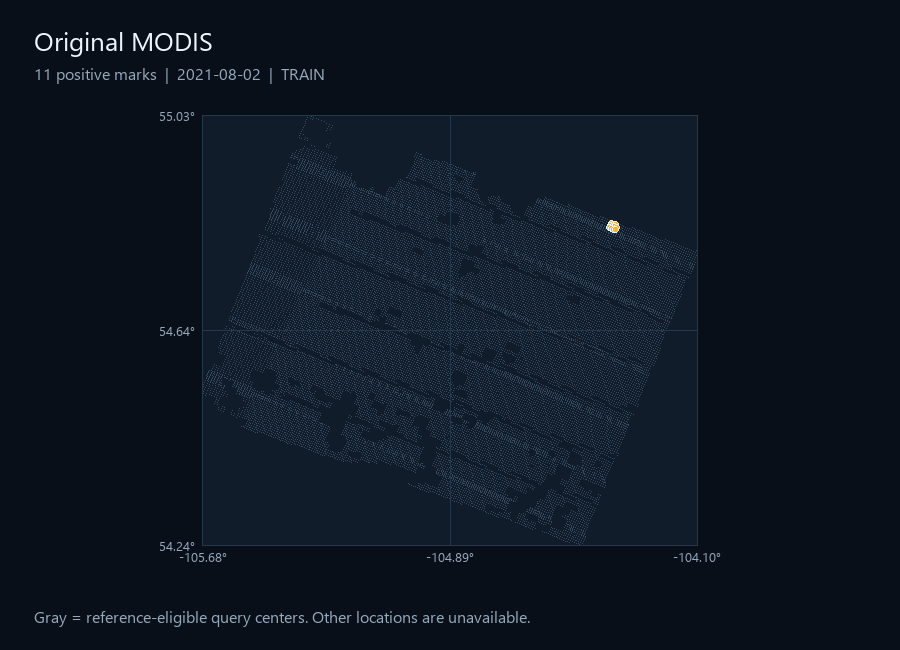 Original MODIS
11 positive marks | 2021-08-02 | TRAIN
55.03°
54.64°
54.24°
-105.68°
-104.89°
-104.10°
Gray = reference-eligible query centers. Other locations are unavailable.